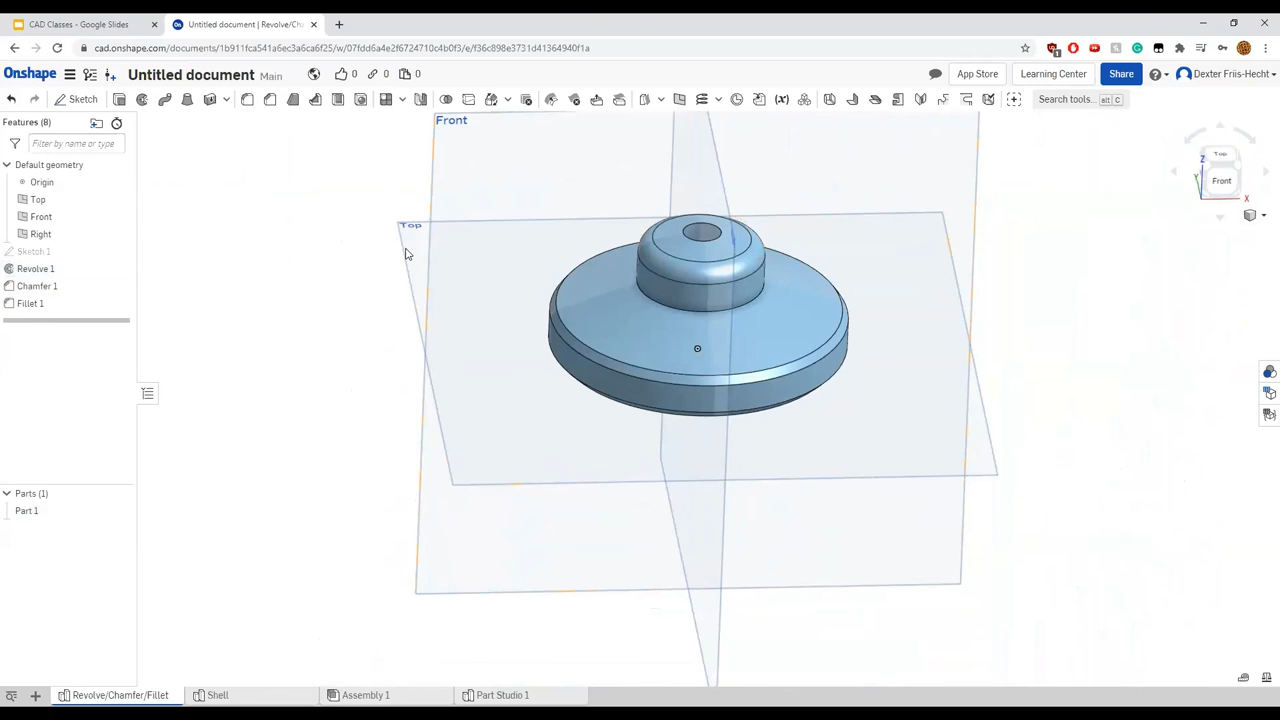 CAD Classes - Google Slides
Untitled document | Revolve/Cha
cad.onshape.com/documents/1b911fca541a6ec3a6ca6f25/w/07fdd6a4e2f6724710c4b0f3/e/f36c898e3731d41364940f1a
Onshape
Untitled document
Main
0
0
0
App Store
Learning Center
Share
Dexter Friis-Hecht
Sketch
Search tools...
alt
C
Features (8)
Filter by name or type
Default geometry
Origin
Top
Front
Right
Sketch 1
Revolve 1
Chamfer 1
Fillet 1
Parts (1)
Part 1
Front
Top
Top
Front
Z
Y
X
Revolve/Chamfer/Fillet
Shell
Assembly 1
Part Studio 1